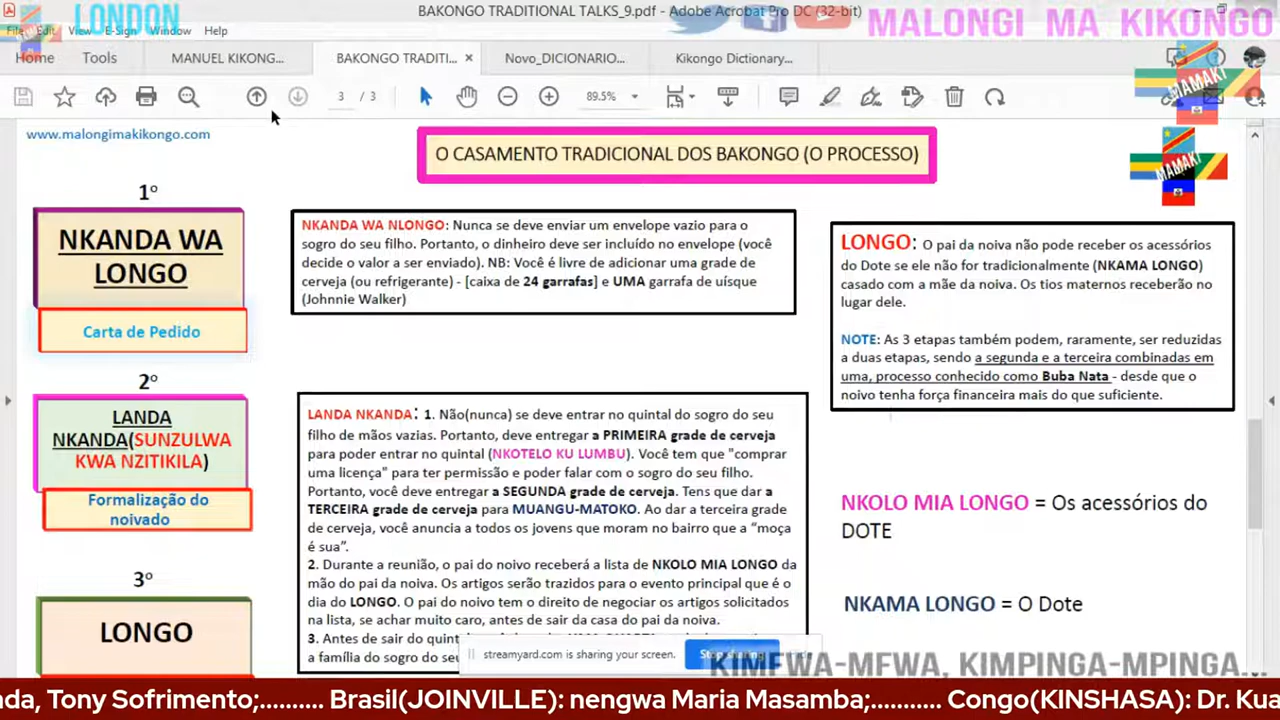 BAKONGO TRADITIONAL TALKS_9.pdf - Adobe Acrobat Pro DC (32-bit)
LONDON
MALONGI MA KIKONGO
File Edit View E-Sign Window Help
Home Tools MANUEL KIKONG... BAKONGO TRADITI... × Novo_DICIONARIO... Kikongo Dictionary...
3 / 3 89.5%
MAMAKI
www.malongimakikongo.com
O CASAMENTO TRADICIONAL DOS BAKONGO (O PROCESSO)
MAMAKI
1º
NKANDA WA
LONGO
Carta de Pedido
NKANDA WA NLONGO: Nunca se deve enviar um envelope vazio para o
sogro do seu filho. Portanto, o dinheiro deve ser incluído no envelope (você
decide o valor a ser enviado). NB: Você é livre de adicionar uma grade de
cerveja (ou refrigerante) - [caixa de 24 garrafas] e UMA garrafa de uísque
(Johnnie Walker)
LONGO: O pai da noiva não pode receber os acessórios
do Dote se ele não for tradicionalmente (NKAMA LONGO)
casado com a mãe da noiva. Os tios maternos receberão no
lugar dele.
NOTE: As 3 etapas também podem, raramente, ser reduzidas
a duas etapas, sendo a segunda e a terceira combinadas em
uma, processo conhecido como Buba Nata - desde que o
noivo tenha força financeira mais do que suficiente.
2º
LANDA
NKANDA(SUNZULWA
KWA NZITIKILA)
Formalização do
noivado
LANDA NKANDA: 1. Não(nunca) se deve entrar no quintal do sogro do seu
filho de mãos vazias. Portanto, deve entregar a PRIMEIRA grade de cerveja
para poder entrar no quintal (NKOTELO KU LUMBU). Você tem que "comprar
uma licença" para ter permissão e poder falar com o sogro do seu filho.
Portanto, você deve entregar a SEGUNDA grade de cerveja. Tens que dar a
TERCEIRA grade de cerveja para MUANGU-MATOKO. Ao dar a terceira grade
de cerveja, você anuncia a todos os jovens que moram no bairro que a “moça
é sua”.
2. Durante a reunião, o pai do noivo receberá a lista de NKOLO MIA LONGO da
mão do pai da noiva. Os artigos serão trazidos para o evento principal que é o
dia do LONGO. O pai do noivo tem o direito de negociar os artigos solicitados
na lista, se achar muito caro, antes de sair da casa do pai da noiva.
3. Antes de sair do quint
a família do sogro do seu
NKOLO MIA LONGO = Os acessórios do
DOTE
NKAMA LONGO = O Dote
3º
LONGO
streamyard.com is sharing your screen. Stop sharing Hide
KIMFWA-MFWA, KIMPINGA-MPINGA...
nda, Tony Sofrimento;.......... Brasil(JOINVILLE): nengwa Maria Masamba;........... Congo(KINSHASA): Dr. Kua